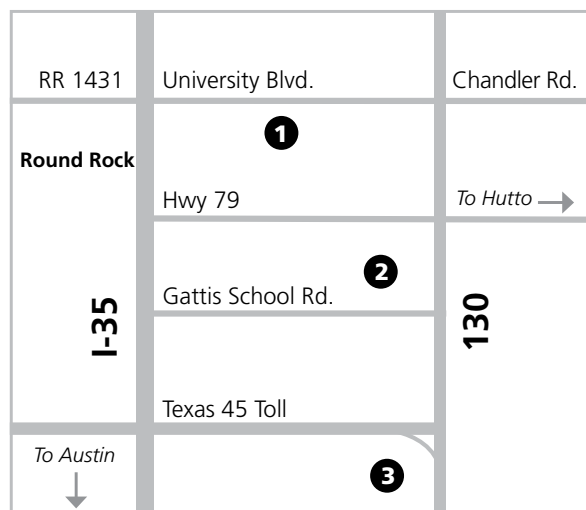 RR 1431
University Blvd.
Chandler Rd.
1
Round Rock
Hwy 79
To Hutto
2
Gattis School Rd.
I-35
130
Texas 45 Toll
To Austin
3